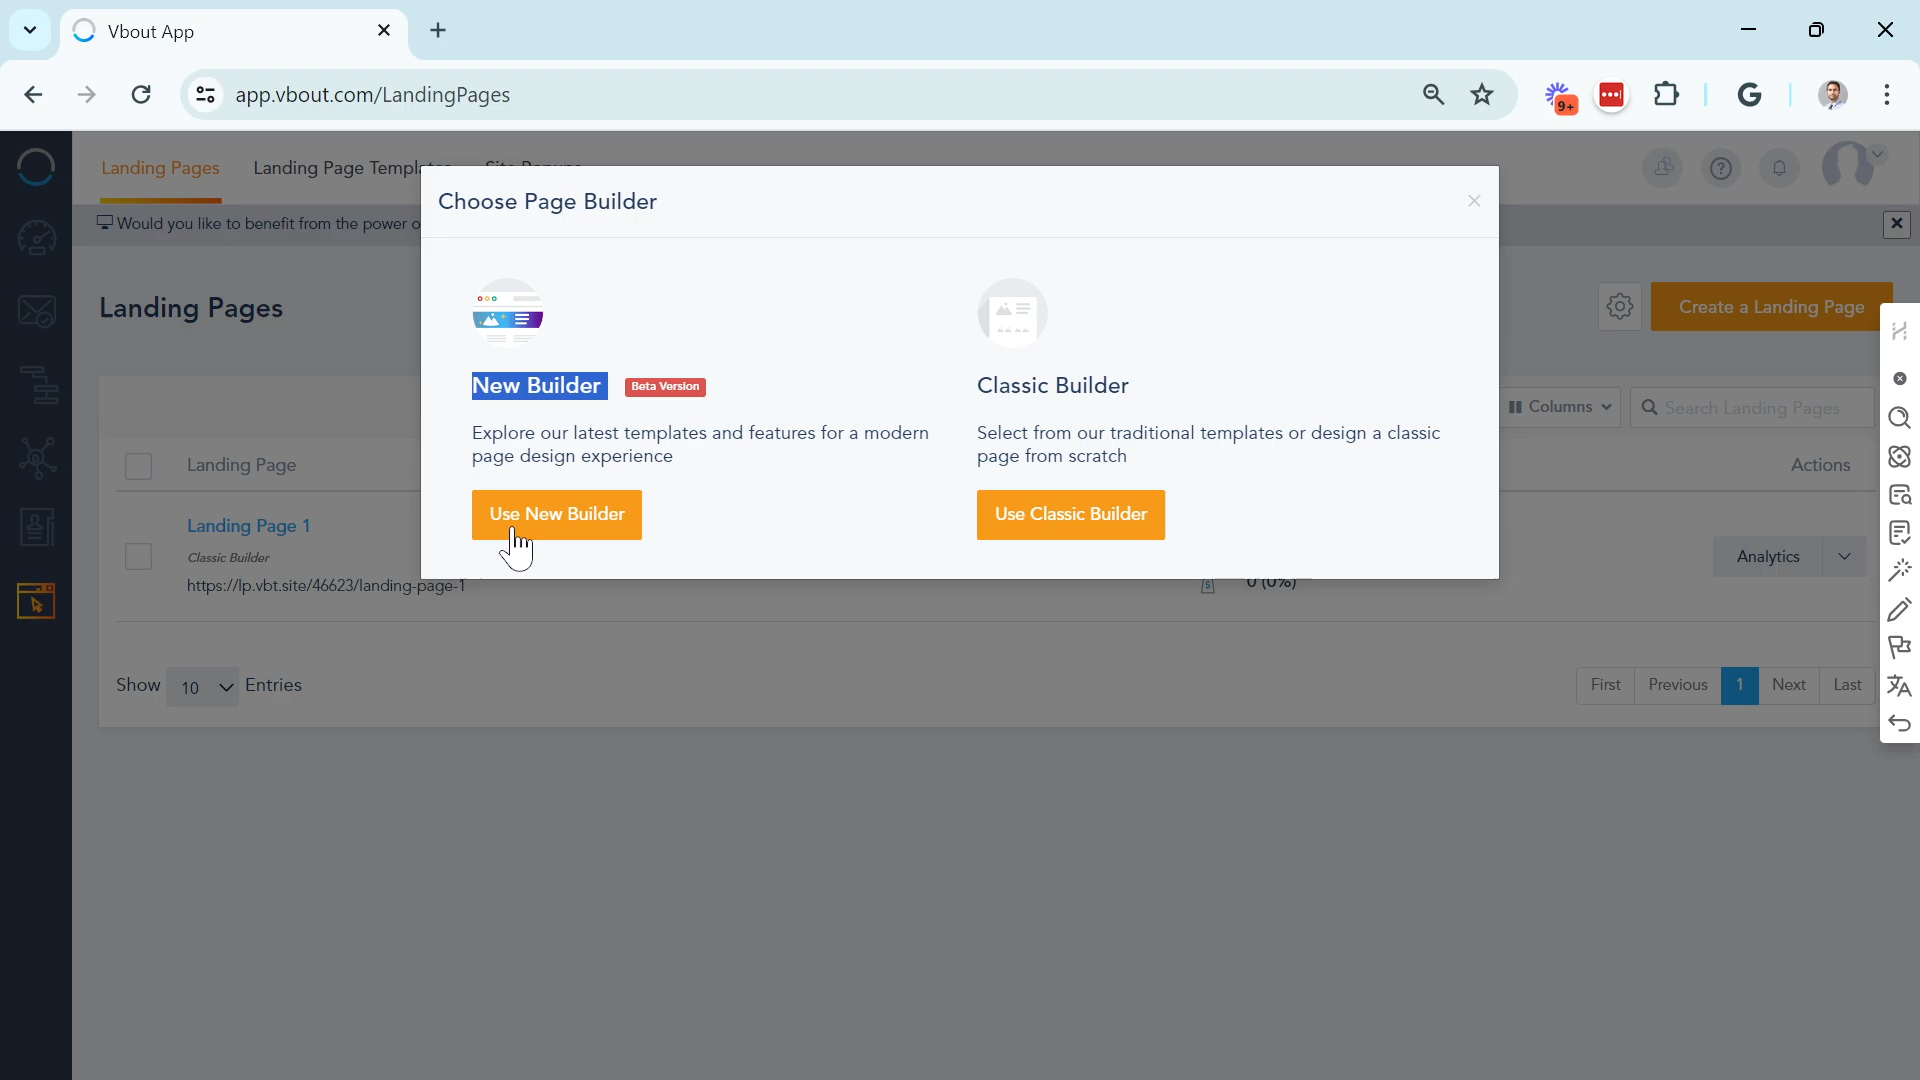 Vbout App
app.vbout.com/LandingPages
9+
Landing Pages
Choose Page Builder
Would you like to benefit from the power o
Landing Pages
Create a Landing Page
New Builder
Beta Version
Explore our latest templates and features for a modern
page design experience
Use New Builder
Classic Builder
Select from our traditional templates or design a classic
page from scratch
Use Classic Builder
Columns
Search Landing Pages
Landing Page
Actions
Landing Page 1
Classic Builder
https://lp.vbt.site/46623/landing-page-1
0 (0%)
Analytics
Show 10 Entries
First Previous 1 Next Last